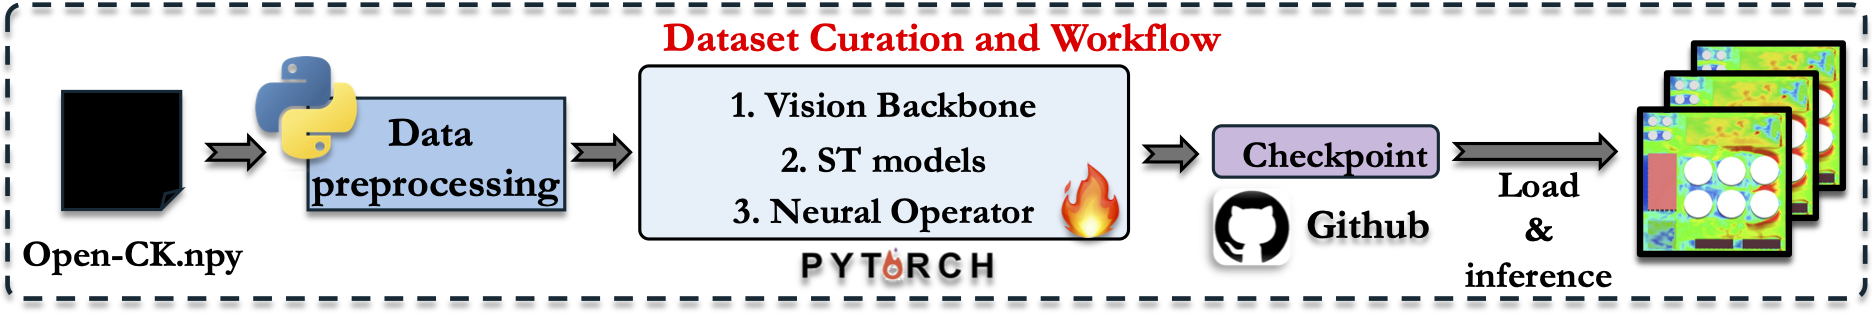 Dataset Curation and Workflow
Open-CK.npy
Data
preprocessing
1. Vision Backbone
2. ST models
3. Neural Operator
PYTORCH
Checkpoint
Github
Load
&
inference